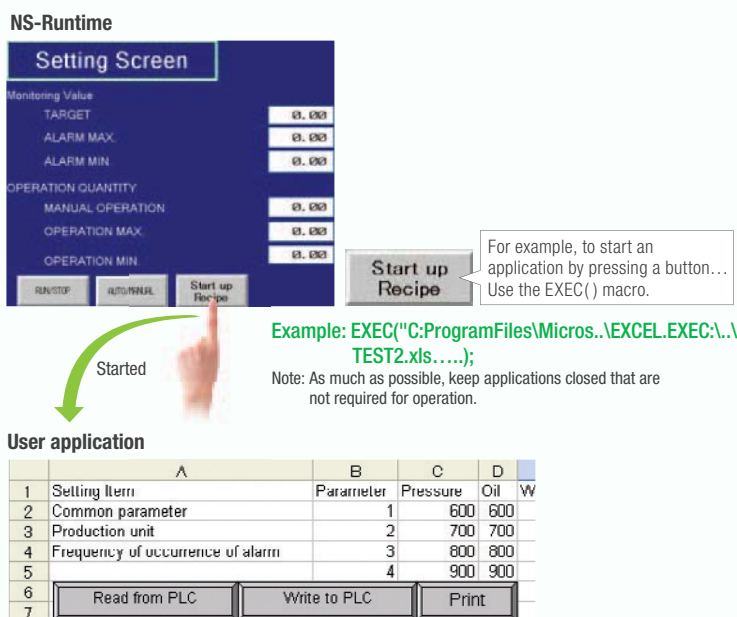 NS-Runtime
Setting Screen
Monitoring Value
TARGET 0.00
ALARM MAX. 0.00
ALARM MIN. 0.00
OPERATION QUANTITY
MANUAL OPERATION 0.00
OPERATION MAX. 0.00
OPERATION MIN. 0.00
RUN/STOP AUTO/MANUAL Start up
Recipe
Start up
Recipe
For example, to start an
application by pressing a button…
Use the EXEC( ) macro.
Example: EXEC("C:ProgramFiles\Micros..\EXCEL.EXEC:\..\
TEST2.xls…..);
Note: As much as possible, keep applications closed that are
not required for operation.
Started
User application
A B C D
1 Setting Item Parameter Pressure Oil W
2 Common parameter 1 600 600
3 Production unit 2 700 700
4 Frequency of occurrence of alarm 3 800 800
5 4 900 900
6 Read from PLC Write to PLC Print
7